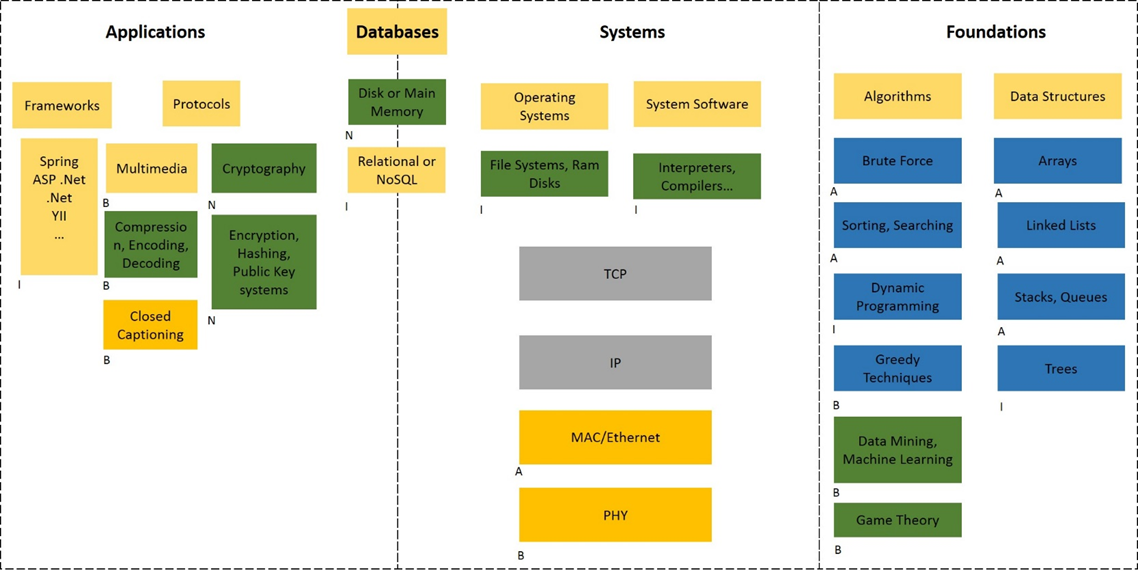 Applications
Databases
Systems
Foundations
Frameworks
Protocols
Disk or Main
Memory
N
Operating
Systems
System Software
Algorithms
Data Structures
Spring
ASP .Net
.Net
YII
...
I
Multimedia
B
Cryptography
N
Relational or
NoSQL
I
File Systems, Ram
Disks
I
Interpreters,
Compilers...
I
Brute Force
A
Arrays
A
Compressio
n, Encoding,
Decoding
B
Encryption,
Hashing,
Public Key
systems
N
Sorting, Searching
A
Linked Lists
A
Closed
Captioning
B
TCP
Dynamic
Programming
I
Stacks, Queues
A
IP
Greedy
Techniques
B
Trees
I
MAC/Ethernet
A
Data Mining,
Machine Learning
B
PHY
B
Game Theory
B